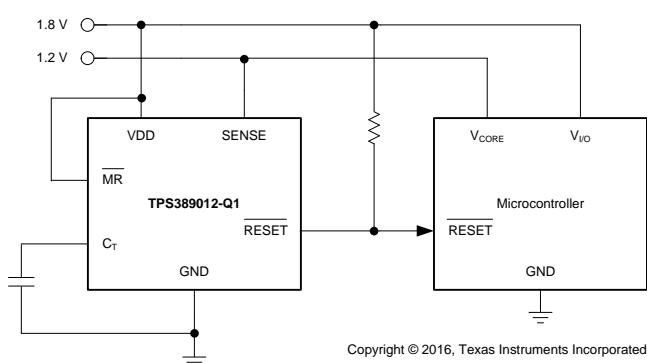 1.8 V
1.2 V
VDD
SENSE
V_CORE
V_I/O
MR
TPS389012-Q1
Microcontroller
RESET
RESET
C_T
GND
GND
Copyright © 2016, Texas Instruments Incorporated